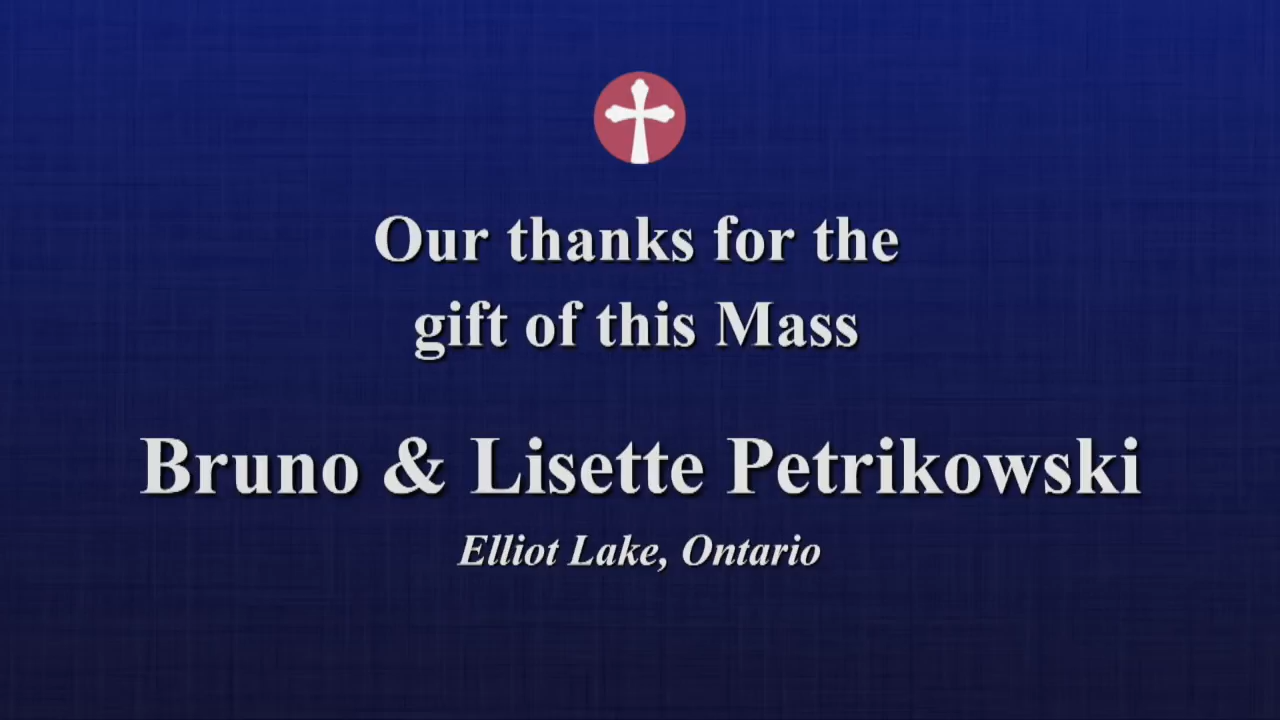 Our thanks for the
gift of this Mass
Bruno & Lisette Petrikowski
Elliot Lake, Ontario